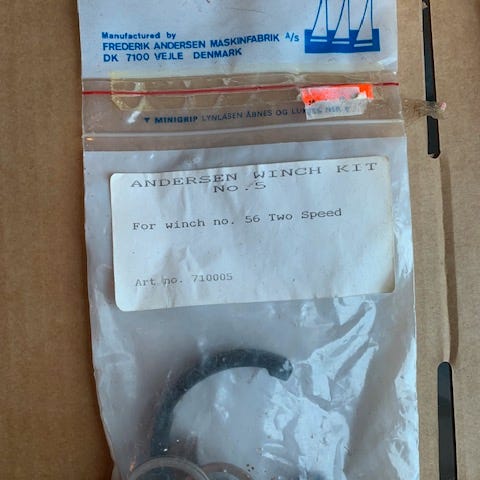 Manufactured by
FREDERIK ANDERSEN MASKINFABRIK A/S
DK 7100 VEJLE DENMARK
▼ MINIGRIP LYNLÅSEN ÅBNES OG
ANDERSEN WINCH KIT
No. 5
For winch no. 56 Two Speed
Art no. 710005